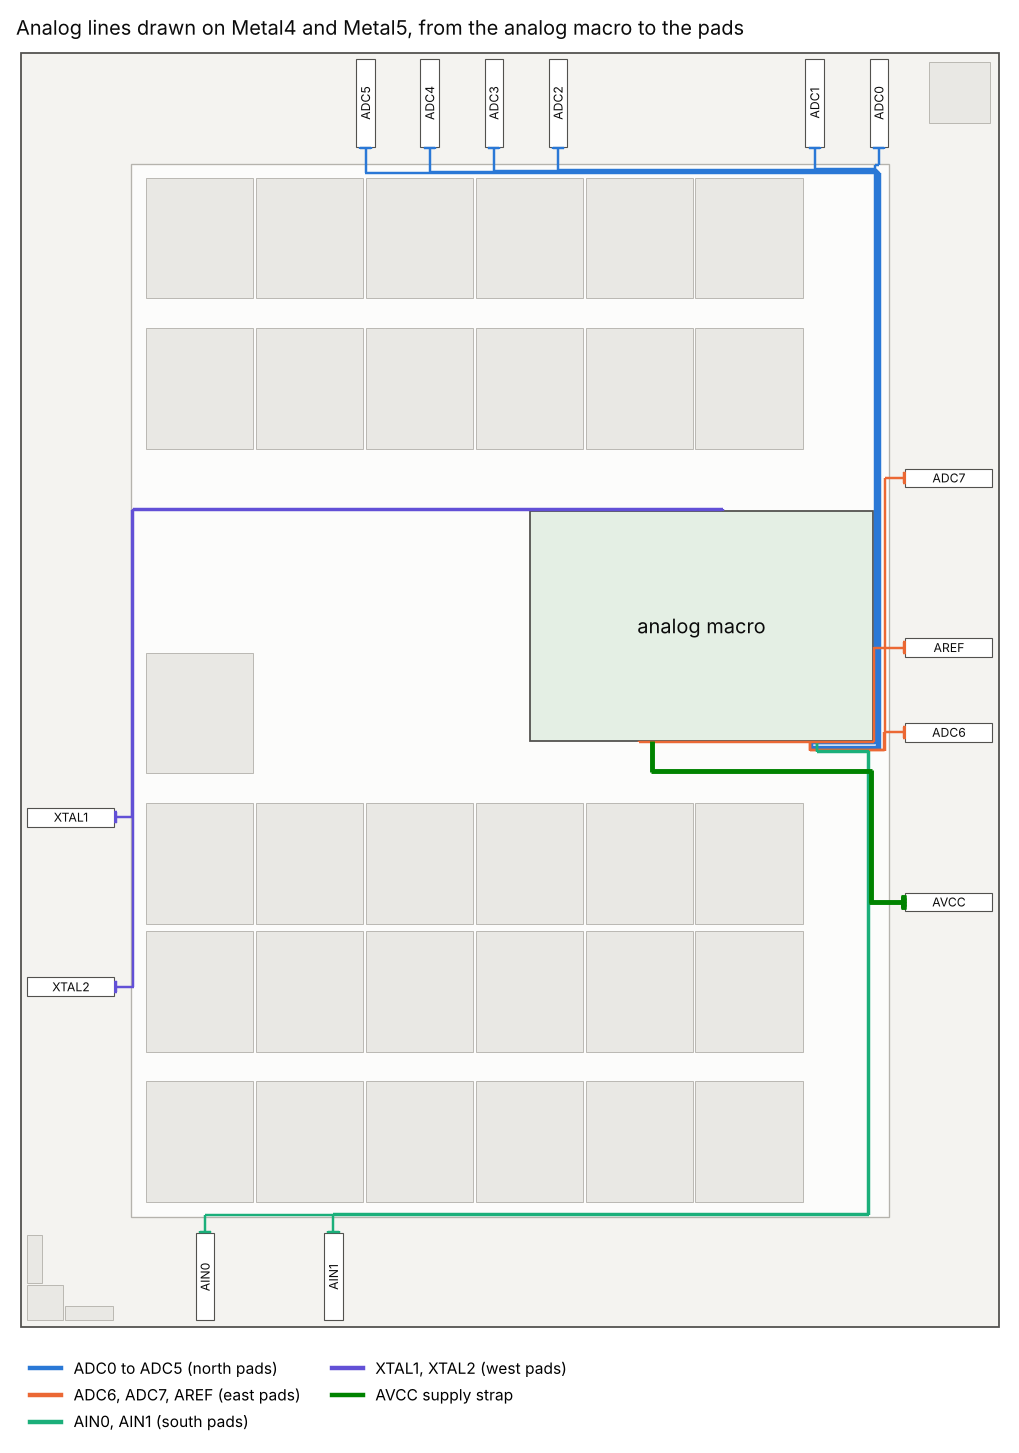 Analog lines drawn on Metal4 and Metal5, from the analog macro to the pads
ADC5
ADC4
ADC3
ADC2
ADC1
ADC0
ADC7
analog macro
AREF
ADC6
XTAL1
AVCC
XTAL2
AIN0
AIN1
ADC0 to ADC5 (north pads)
XTAL1, XTAL2 (west pads)
ADC6, ADC7, AREF (east pads)
AVCC supply strap
AIN0, AIN1 (south pads)